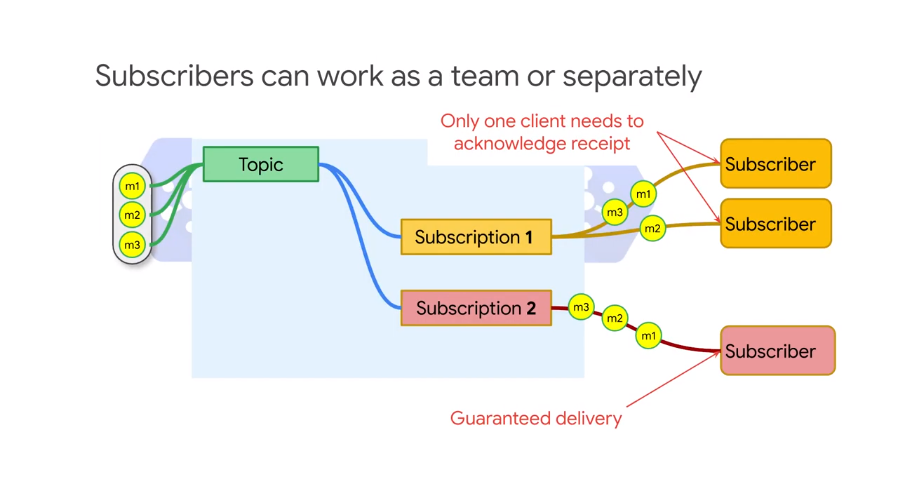 Subscribers can work as a team or separately
Only one client needs to
acknowledge receipt
Topic
Subscriber
m1
m1
m2
m3
Subscriber
m2
m3
Subscription 1
Subscription 2
m3
m2
m1
Subscriber
Guaranteed delivery